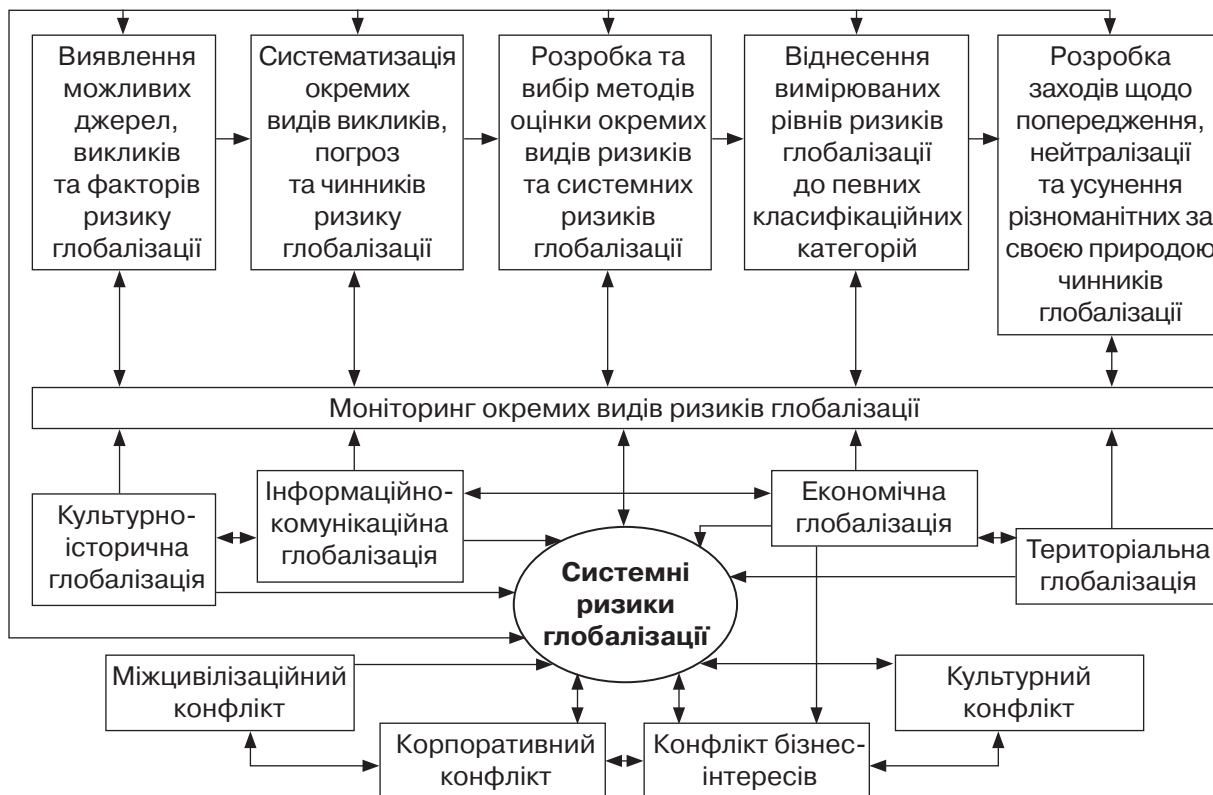 Виявлення
можливих
джерел,
викликів
та факторів
ризику
глобалізації
Систематизація
окремих
видів викликів,
погроз
та чинників
ризику
глобалізації
Розробка та
вибір методів
оцінки окремих
видів ризиків
та системних
ризиків
глобалізації
Віднесення
вимірюваних
рівнів ризиків
глобалізації
до певних
класифікаційних
категорій
Розробка
заходів щодо
попередження,
нейтралізації
та усунення
різноманітних за
своєю природою
чинників
глобалізації
Моніторинг окремих видів ризиків глобалізації
Культурно-
історична
глобалізація
Інформаційно-
комунікаційна
глобалізація
Економічна
глобалізація
Територіальна
глобалізація
Системні
ризики
глобалізації
Міжцивілізаційний
конфлікт
Корпоративний
конфлікт
Конфлікт бізнес-
інтересів
Культурний
конфлікт